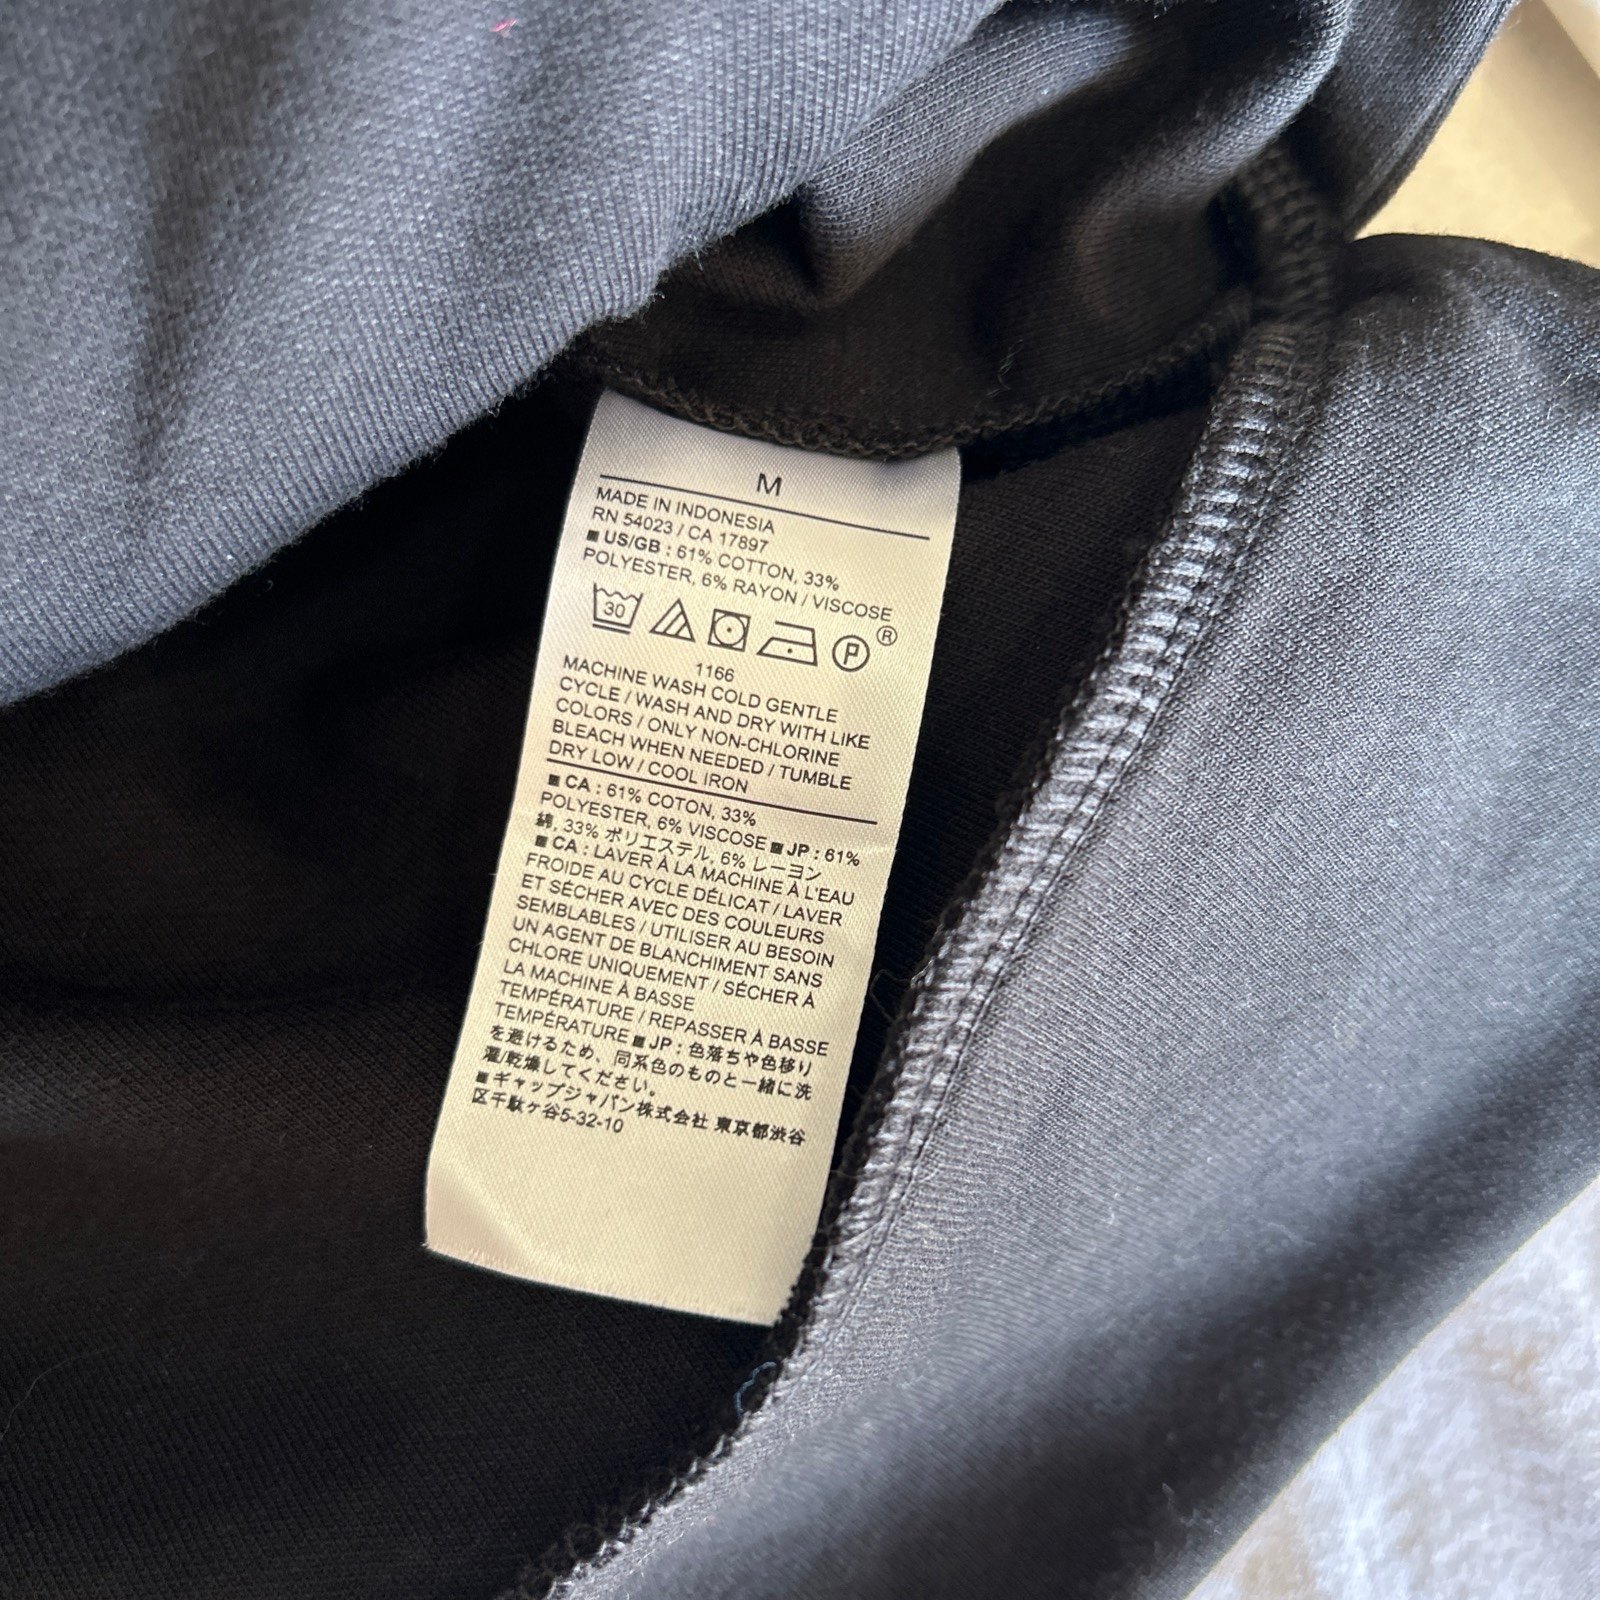 M
MADE IN INDONESIA
RN 54023 / CA 17897
■ US/GB : 61% COTTON, 33%
POLYESTER, 6% RAYON / VISCOSE
30 P ®
1166
MACHINE WASH COLD GENTLE
CYCLE / WASH AND DRY WITH LIKE
COLORS / ONLY NON-CHLORINE
BLEACH WHEN NEEDED / TUMBLE
DRY LOW / COOL IRON
■ CA : 61% COTON, 33%
POLYESTER, 6% VISCOSE ■ JP : 61%
綿, 33% ポリエステル, 6% レーヨン
■ CA : LAVER À LA MACHINE À L'EAU
FROIDE AU CYCLE DÉLICAT / LAVER
ET SÉCHER AVEC DES COULEURS
SEMBLABLES / UTILISER AU BESOIN
UN AGENT DE BLANCHIMENT SANS
CHLORE UNIQUEMENT / SÉCHER À
LA MACHINE À BASSE
TEMPÉRATURE / REPASSER À BASSE
TEMPÉRATURE ■ JP : 色落ちや色移り
を避けるため、同系色のものと一緒に洗
濯/乾燥してください。
■ ギャップジャパン株式会社 東京都渋谷
区千駄ヶ谷5-32-10